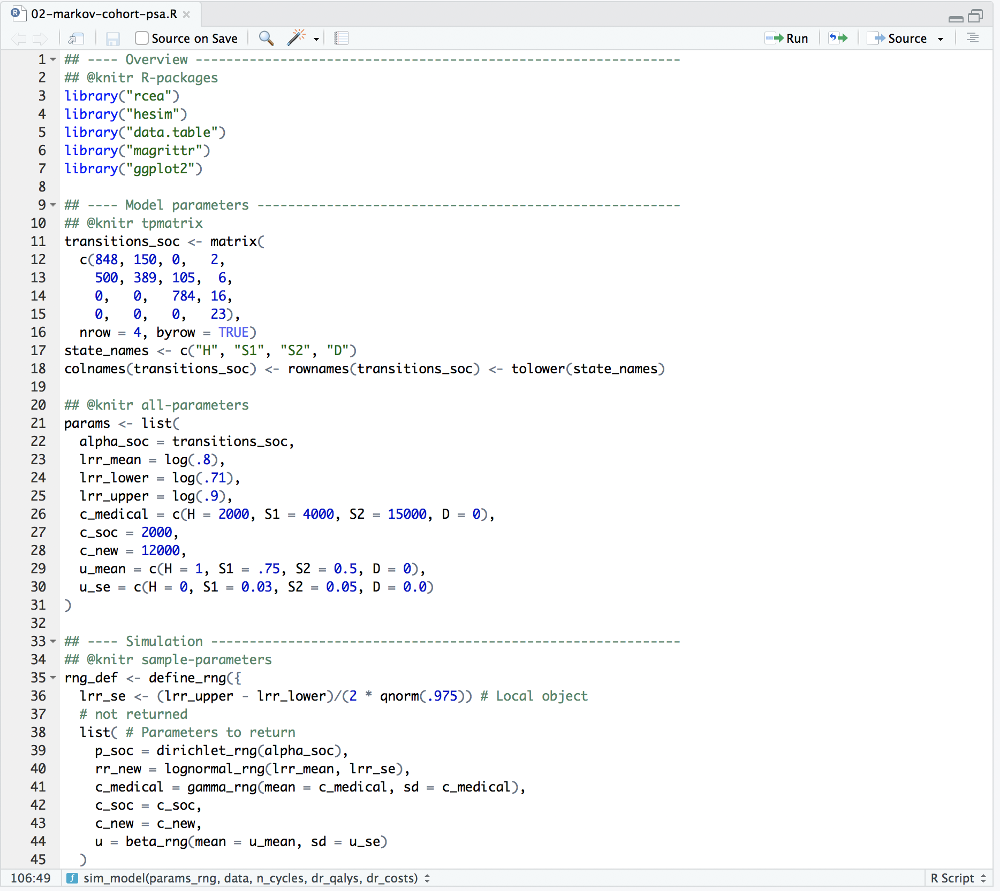 02-markov-cohort-psa.R
Source on Save Run Source
1 ## ---- Overview ---------------------------------------------------------------
2 ## @knitr R-packages
3 library("rcea")
4 library("hesim")
5 library("data.table")
6 library("magrittr")
7 library("ggplot2")
8
9 ## ---- Model parameters -------------------------------------------------------
10 ## @knitr tpmatrix
11 transitions_soc <- matrix(
12   c(848, 150, 0,   2,
13     500, 389, 105,  6,
14     0,   0,   784, 16,
15     0,   0,   0,   23),
16   nrow = 4, byrow = TRUE)
17 state_names <- c("H", "S1", "S2", "D")
18 colnames(transitions_soc) <- rownames(transitions_soc) <- tolower(state_names)
19
20 ## @knitr all-parameters
21 params <- list(
22   alpha_soc = transitions_soc,
23   lrr_mean = log(.8),
24   lrr_lower = log(.71),
25   lrr_upper = log(.9),
26   c_medical = c(H = 2000, S1 = 4000, S2 = 15000, D = 0),
27   c_soc = 2000,
28   c_new = 12000,
29   u_mean = c(H = 1, S1 = .75, S2 = 0.5, D = 0),
30   u_se = c(H = 0, S1 = 0.03, S2 = 0.05, D = 0.0)
31 )
32
33 ## ---- Simulation -------------------------------------------------------------
34 ## @knitr sample-parameters
35 rng_def <- define_rng({
36   lrr_se <- (lrr_upper - lrr_lower)/(2 * qnorm(.975)) # Local object
37   # not returned
38   list( # Parameters to return
39     p_soc = dirichlet_rng(alpha_soc),
40     rr_new = lognormal_rng(lrr_mean, lrr_se),
41     c_medical = gamma_rng(mean = c_medical, sd = c_medical),
42     c_soc = c_soc,
43     c_new = c_new,
44     u = beta_rng(mean = u_mean, sd = u_se)
45   )
106:49 f sim_model(params_rng, data, n_cycles, dr_qalys, dr_costs) R Script